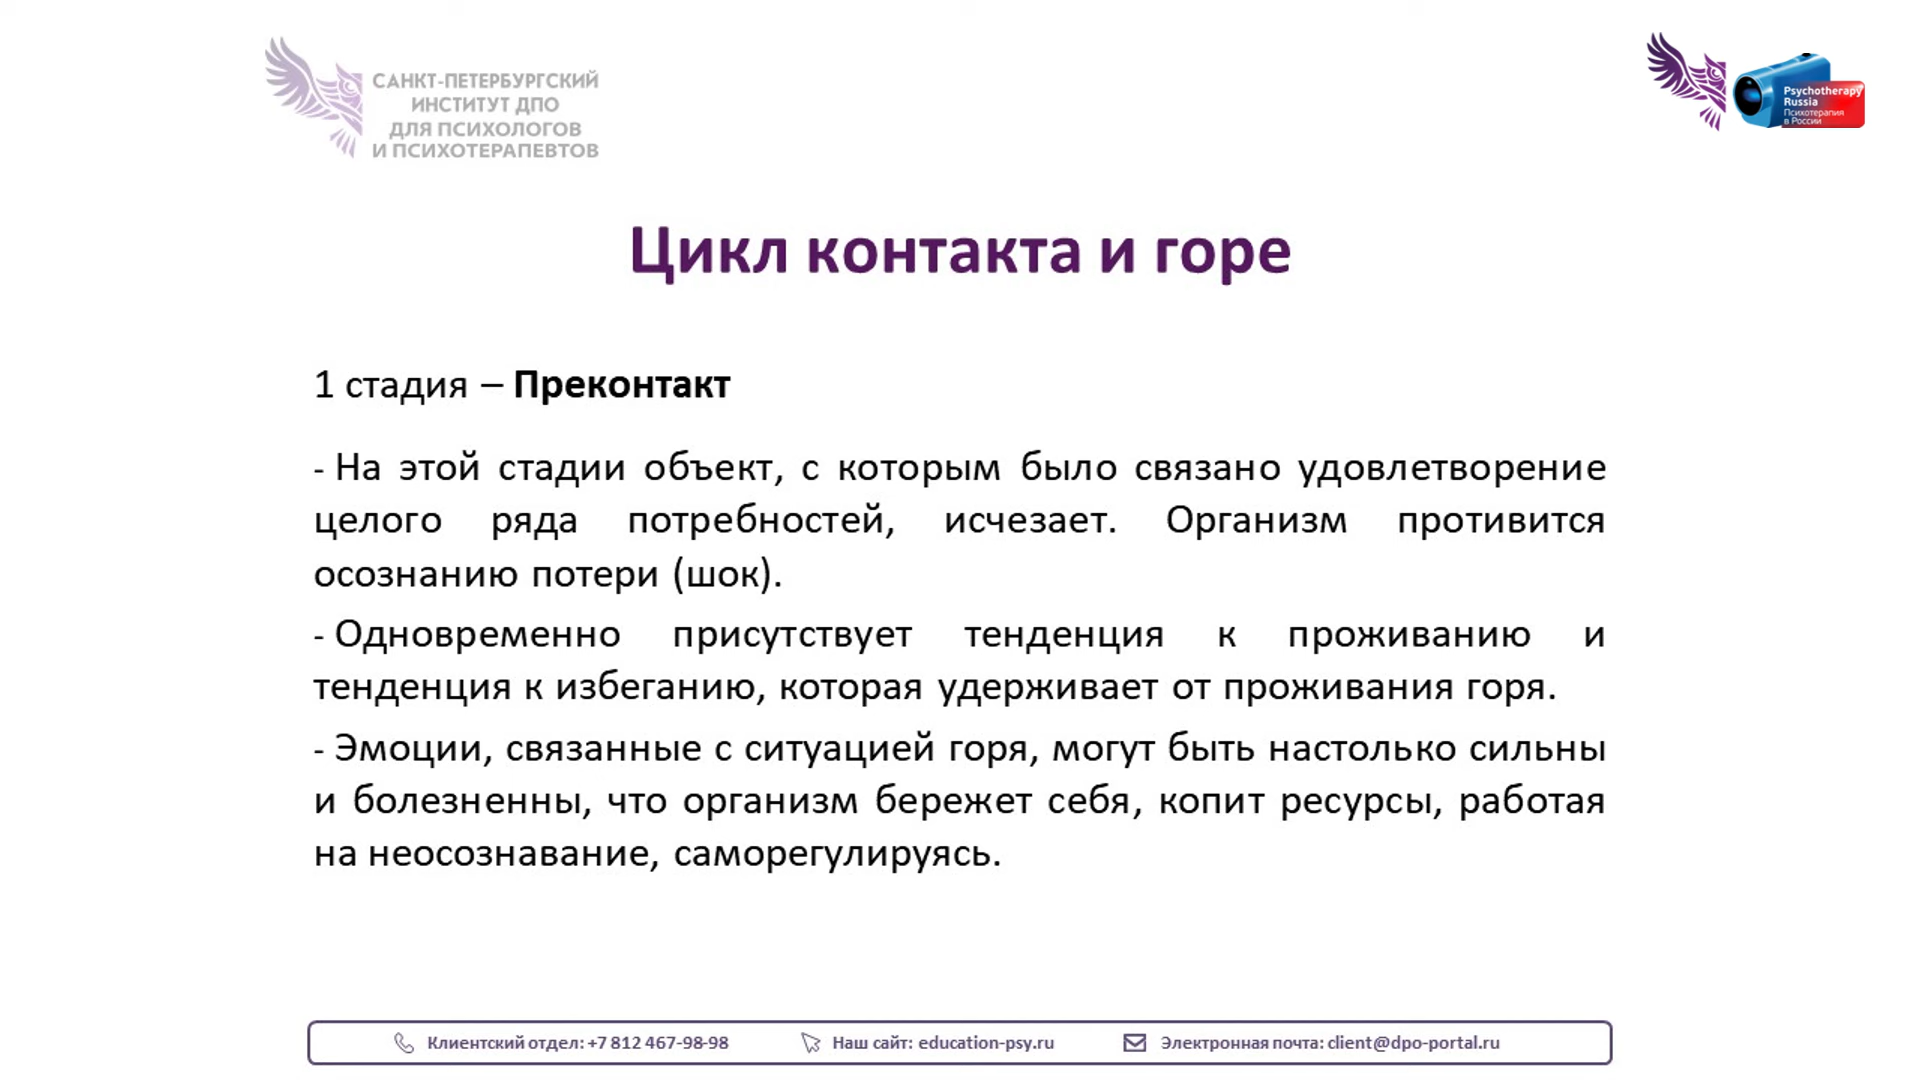 САНКТ-ПЕТЕРБУРГСКИЙ
ИНСТИТУТ ДПО
ДЛЯ ПСИХОЛОГОВ
И ПСИХОТЕРАПЕВТОВ
Psychotherapy
Russia
Психотерапия
в России
Цикл контакта и горе
1 стадия – Преконтакт
- На этой стадии объект, с которым было связано удовлетворение
целого ряда потребностей, исчезает. Организм противится
осознанию потери (шок).
- Одновременно присутствует тенденция к проживанию и
тенденция к избеганию, которая удерживает от проживания горя.
- Эмоции, связанные с ситуацией горя, могут быть настолько сильны
и болезненны, что организм бережет себя, копит ресурсы, работая
на неосознавание, саморегулируясь.
Клиентский отдел: +7 812 467-98-98
Наш сайт: education-psy.ru
Электронная почта: client@dpo-portal.ru